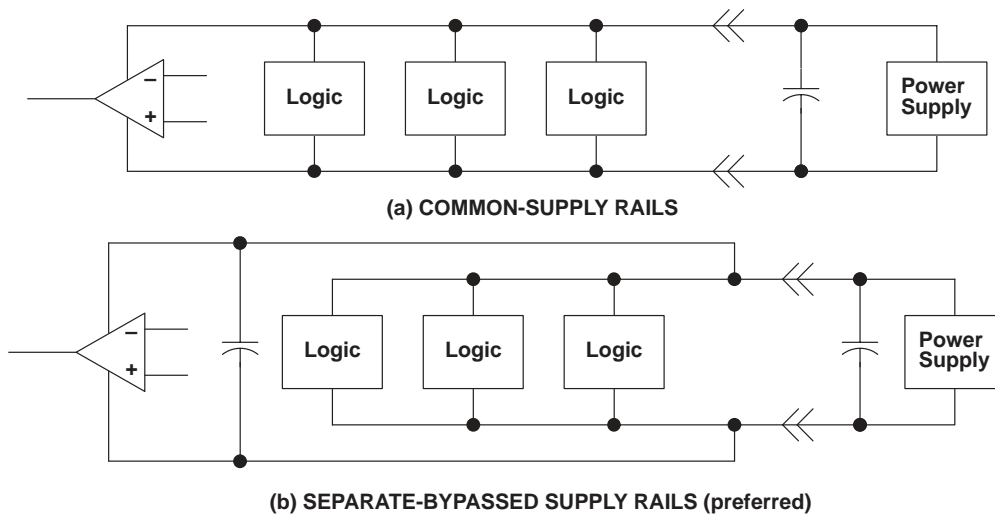 −
+
Logic
Logic
Logic
Power
Supply
(a) COMMON-SUPPLY RAILS
−
+
Logic
Logic
Logic
Power
Supply
(b) SEPARATE-BYPASSED SUPPLY RAILS (preferred)